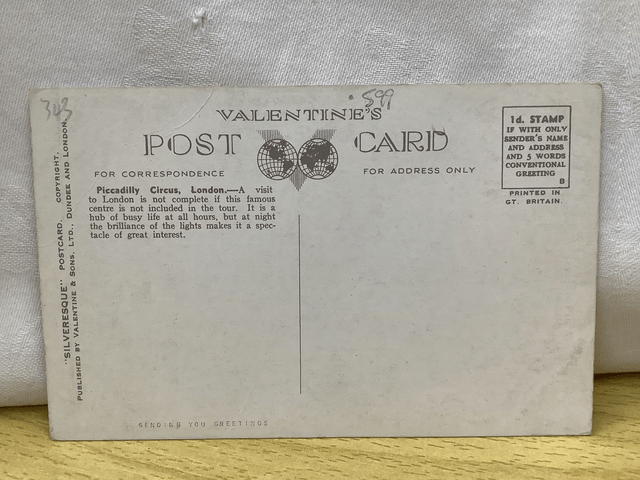 343
599
VALENTINE'S
POST CARD
FOR CORRESPONDENCE
FOR ADDRESS ONLY
1d. STAMP
IF WITH ONLY
SENDER'S NAME
AND ADDRESS
AND 5 WORDS
CONVENTIONAL
GREETING
B
PRINTED IN
GT. BRITAIN.
Piccadilly Circus, London.—A visit
to London is not complete if this famous
centre is not included in the tour. It is a
hub of busy life at all hours, but at night
the brilliance of the lights makes it a spec-
tacle of great interest.
"SILVERESQUE" POSTCARD. COPYRIGHT.
PUBLISHED BY VALENTINE & SONS, LTD., DUNDEE AND LONDON.
SENDING YOU GREETINGS